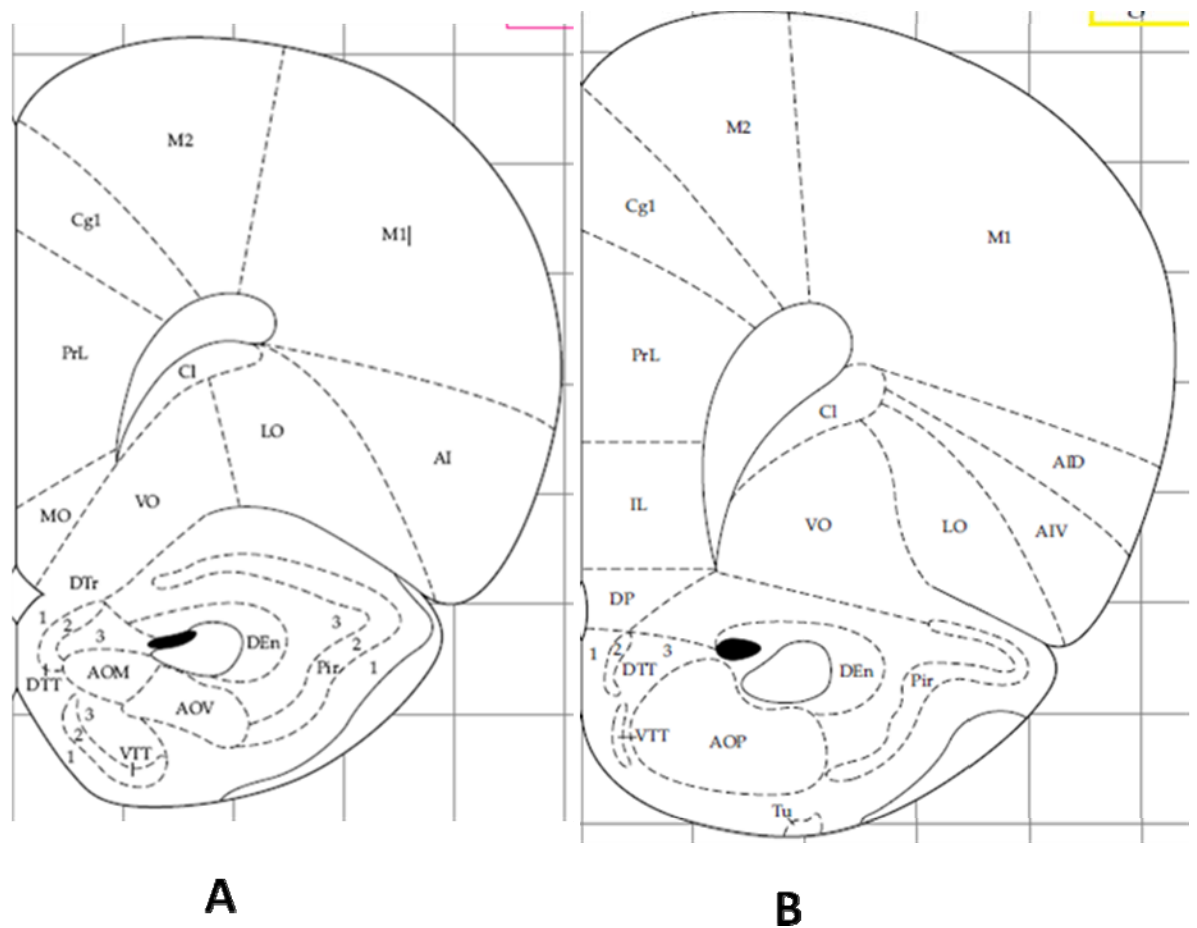 M2
Cg1
M1
PrL
Cl
LO
AI
VO
MO
DTr
1
2
3
3
DEn
2
Pir
1
AOM
DTT
AOV
3
2
1
VTT
A
M2
Cg1
M1
PrL
Cl
AID
IL
VO
LO
AIV
DP
1
2
3
DTT
DEn
Pir
VTT
AOP
Tu
B